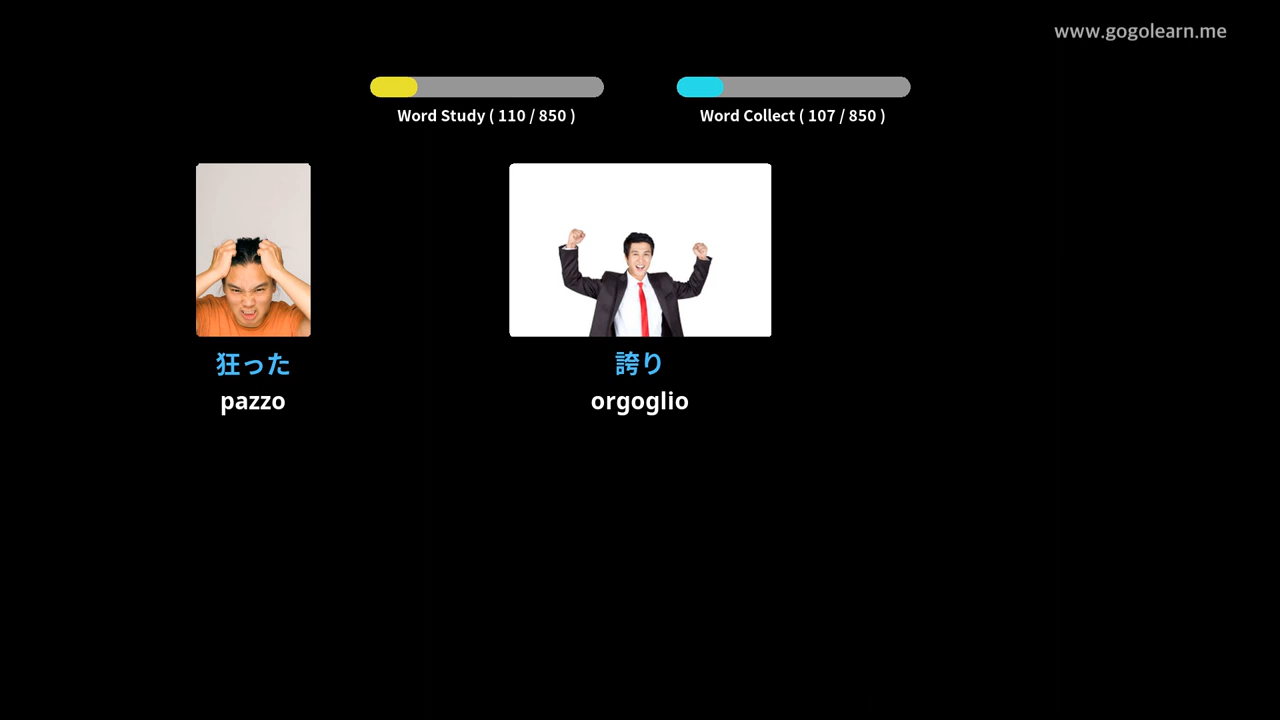 www.gogolearn.me
Word Study ( 110 / 850 )
Word Collect ( 107 / 850 )
狂った
誇り
pazzo
orgoglio